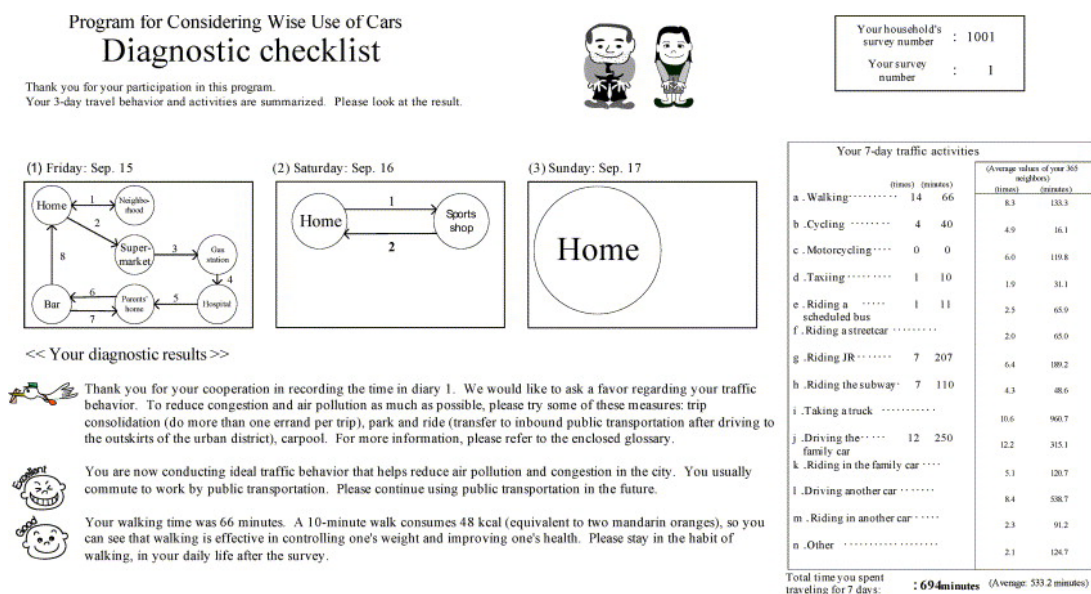 Program for Considering Wise Use of Cars
Diagnostic checklist
Thank you for your participation in this program.
Your 3-day travel behavior and activities are summarized. Please look at the result.
Your household's survey number : 1001
Your survey number : 1
(1) Friday: Sep. 15
Home
1
Neighbo-
rhood
2
Super-
market
3
Gas
station
4
8
Bar
6
7
Parents'
home
5
Hospital
(2) Saturday: Sep. 16
Home
1
2
Sports
shop
(3) Sunday: Sep. 17
Home
<< Your diagnostic results >>
Thank you for your cooperation in recording the time in diary 1. We would like to ask a favor regarding your traffic
behavior. To reduce congestion and air pollution as much as possible, please try some of these measures: trip
consolidation (do more than one errand per trip), park and ride (transfer to inbound public transportation after driving to
the outskirts of the urban district), carpool. For more information, please refer to the enclosed glossary.
Excellent
You are now conducting ideal traffic behavior that helps reduce air pollution and congestion in the city. You usually
commute to work by public transportation. Please continue using public transportation in the future.
Good
Your walking time was 66 minutes. A 10-minute walk consumes 48 kcal (equivalent to two mandarin oranges), so you
can see that walking is effective in controlling one's weight and improving one's health. Please stay in the habit of
walking, in your daily life after the survey.
Your 7-day traffic activities
(Average values of your 365
neighbors)
(times) (minutes) (times) (minutes)
a . Walking ········· 14 66 8.3 133.3
b . Cycling ········ 4 40 4.9 16.1
c . Motorcycling ···· 0 0 6.0 119.8
d . Taxiing ········· 1 10 1.9 31.1
e . Riding a ····· 1 11 2.5 65.9
scheduled bus
f . Riding a streetcar ········· 2.0 65.0
g . Riding JR ······· 7 207 6.4 189.2
h . Riding the subway· 7 110 4.3 48.6
i . Taking a truck ··········· 10.6 960.7
j . Driving the ····· 12 250 12.2 315.1
family car
k . Riding in the family car ···· 5.3 120.7
l . Driving another car ······· 8.4 538.7
m . Riding in another car ······ 2.3 91.2
n . Other ·················· 2.1 124.7
Total time you spent
traveling for 7 days: : 694minutes (Average: 533.2 minutes)